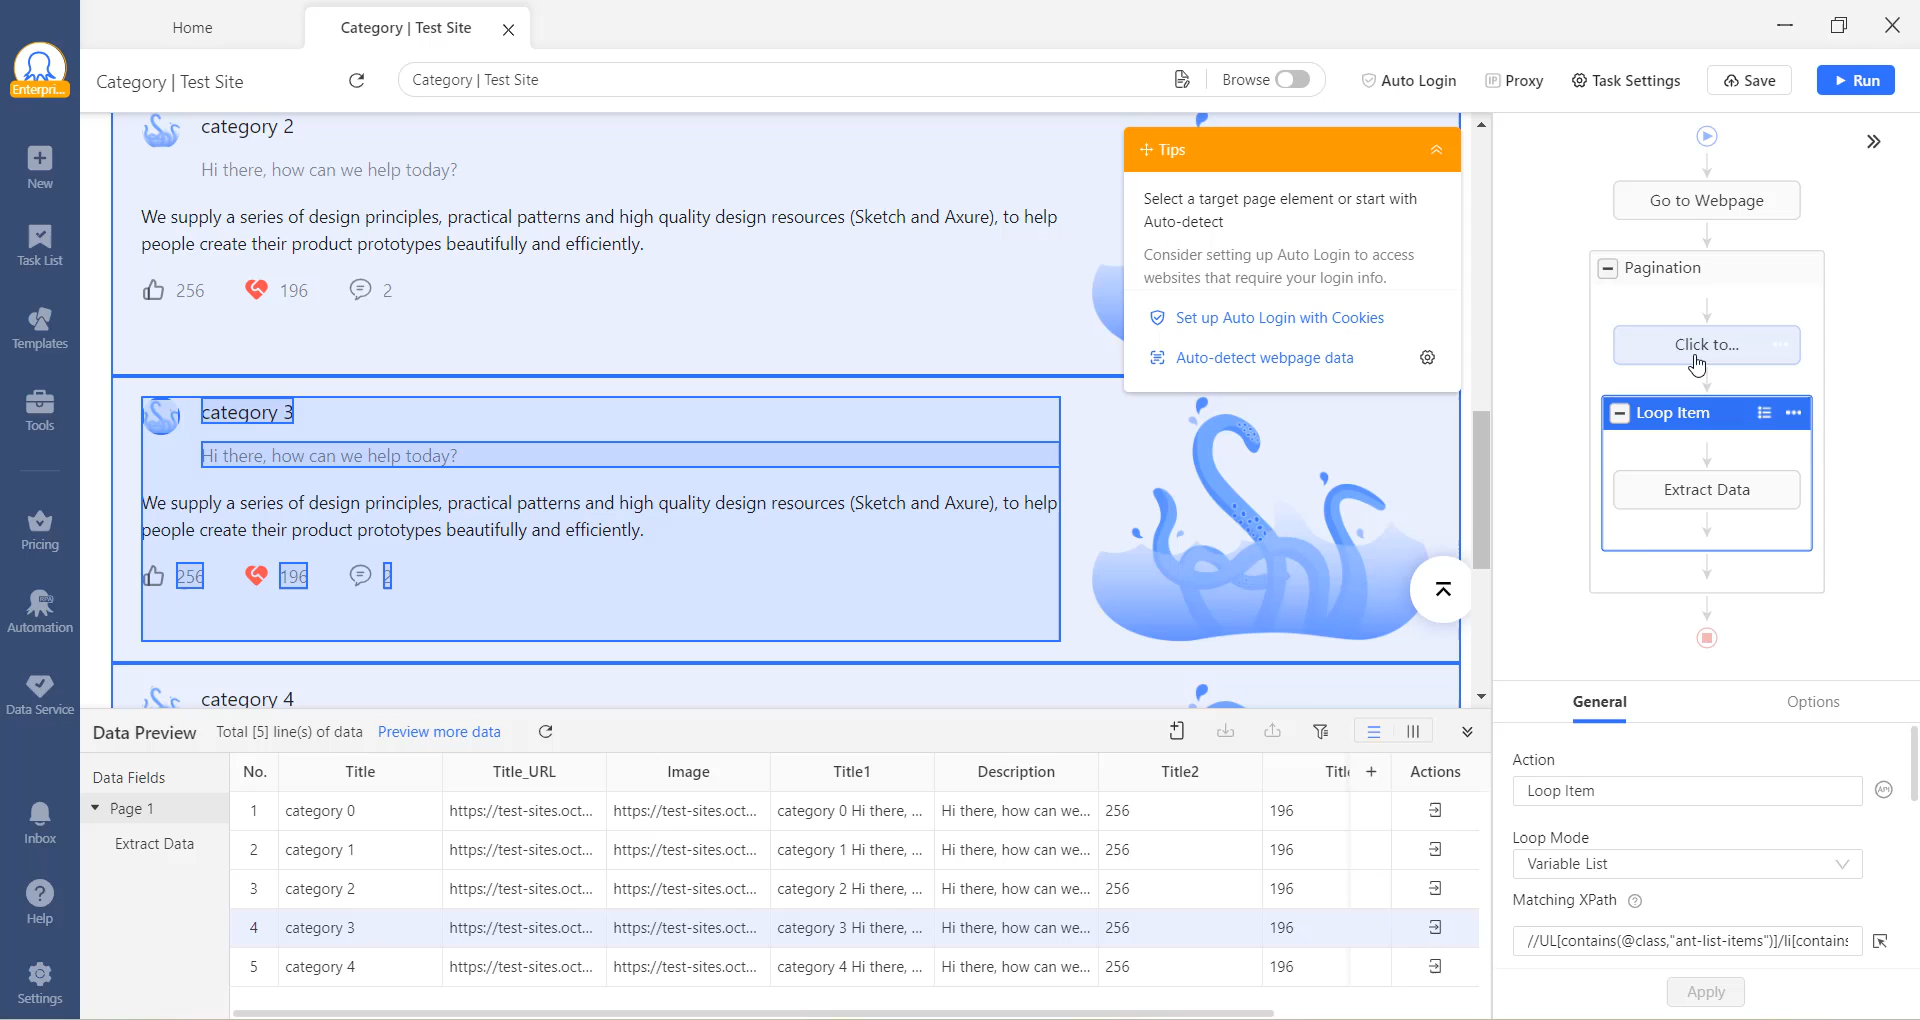 Home
Category | Test Site
Category | Test Site
Category | Test Site
Browse
Auto Login
IP Proxy
Task Settings
Save
Run
Enterpri...
New
Task List
Templates
Tools
Pricing
Automation
Data Service
Inbox
Help
Settings
category 2
Hi there, how can we help today?
We supply a series of design principles, practical patterns and high quality design resources (Sketch and Axure), to help
people create their product prototypes beautifully and efficiently.
256 196 2
category 3
Hi there, how can we help today?
We supply a series of design principles, practical patterns and high quality design resources (Sketch and Axure), to help
people create their product prototypes beautifully and efficiently.
256 196 2
category 4
Tips
Select a target page element or start with
Auto-detect
Consider setting up Auto Login to access
websites that require your login info.
Set up Auto Login with Cookies
Auto-detect webpage data
Go to Webpage
Pagination
Click to...
Loop Item
Extract Data
Data Preview Total [5] line(s) of data Preview more data
Data Fields
Page 1
Extract Data
No. Title Title_URL Image Title1 Description Title2 Titl + Actions
1 category 0 https://test-sites.oct... https://test-sites.oct... category 0 Hi there, ... Hi there, how can we... 256 196
2 category 1 https://test-sites.oct... https://test-sites.oct... category 1 Hi there, ... Hi there, how can we... 256 196
3 category 2 https://test-sites.oct... https://test-sites.oct... category 2 Hi there, ... Hi there, how can we... 256 196
4 category 3 https://test-sites.oct... https://test-sites.oct... category 3 Hi there, ... Hi there, how can we... 256 196
5 category 4 https://test-sites.oct... https://test-sites.oct... category 4 Hi there, ... Hi there, how can we... 256 196
General
Options
Action
Loop Item
API
Loop Mode
Variable List
Matching XPath ?
//UL[contains(@class,"ant-list-items")]/li[contains
Apply